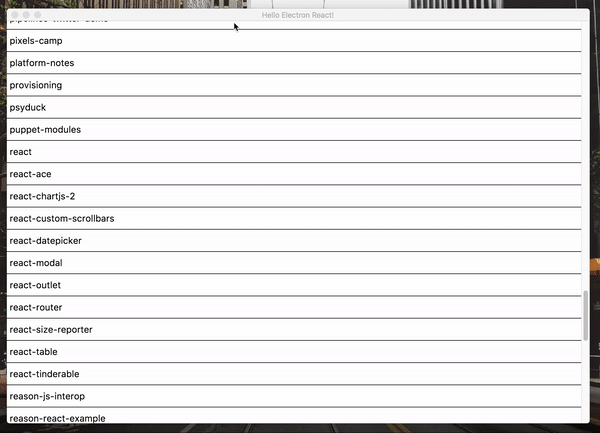 Hello Electron React!
pixels-camp
platform-notes
provisioning
psyduck
puppet-modules
react
react-ace
react-chartjs-2
react-custom-scrollbars
react-datepicker
react-modal
react-outlet
react-router
react-size-reporter
react-table
react-tinderable
reason-js-interop
reason-react-example